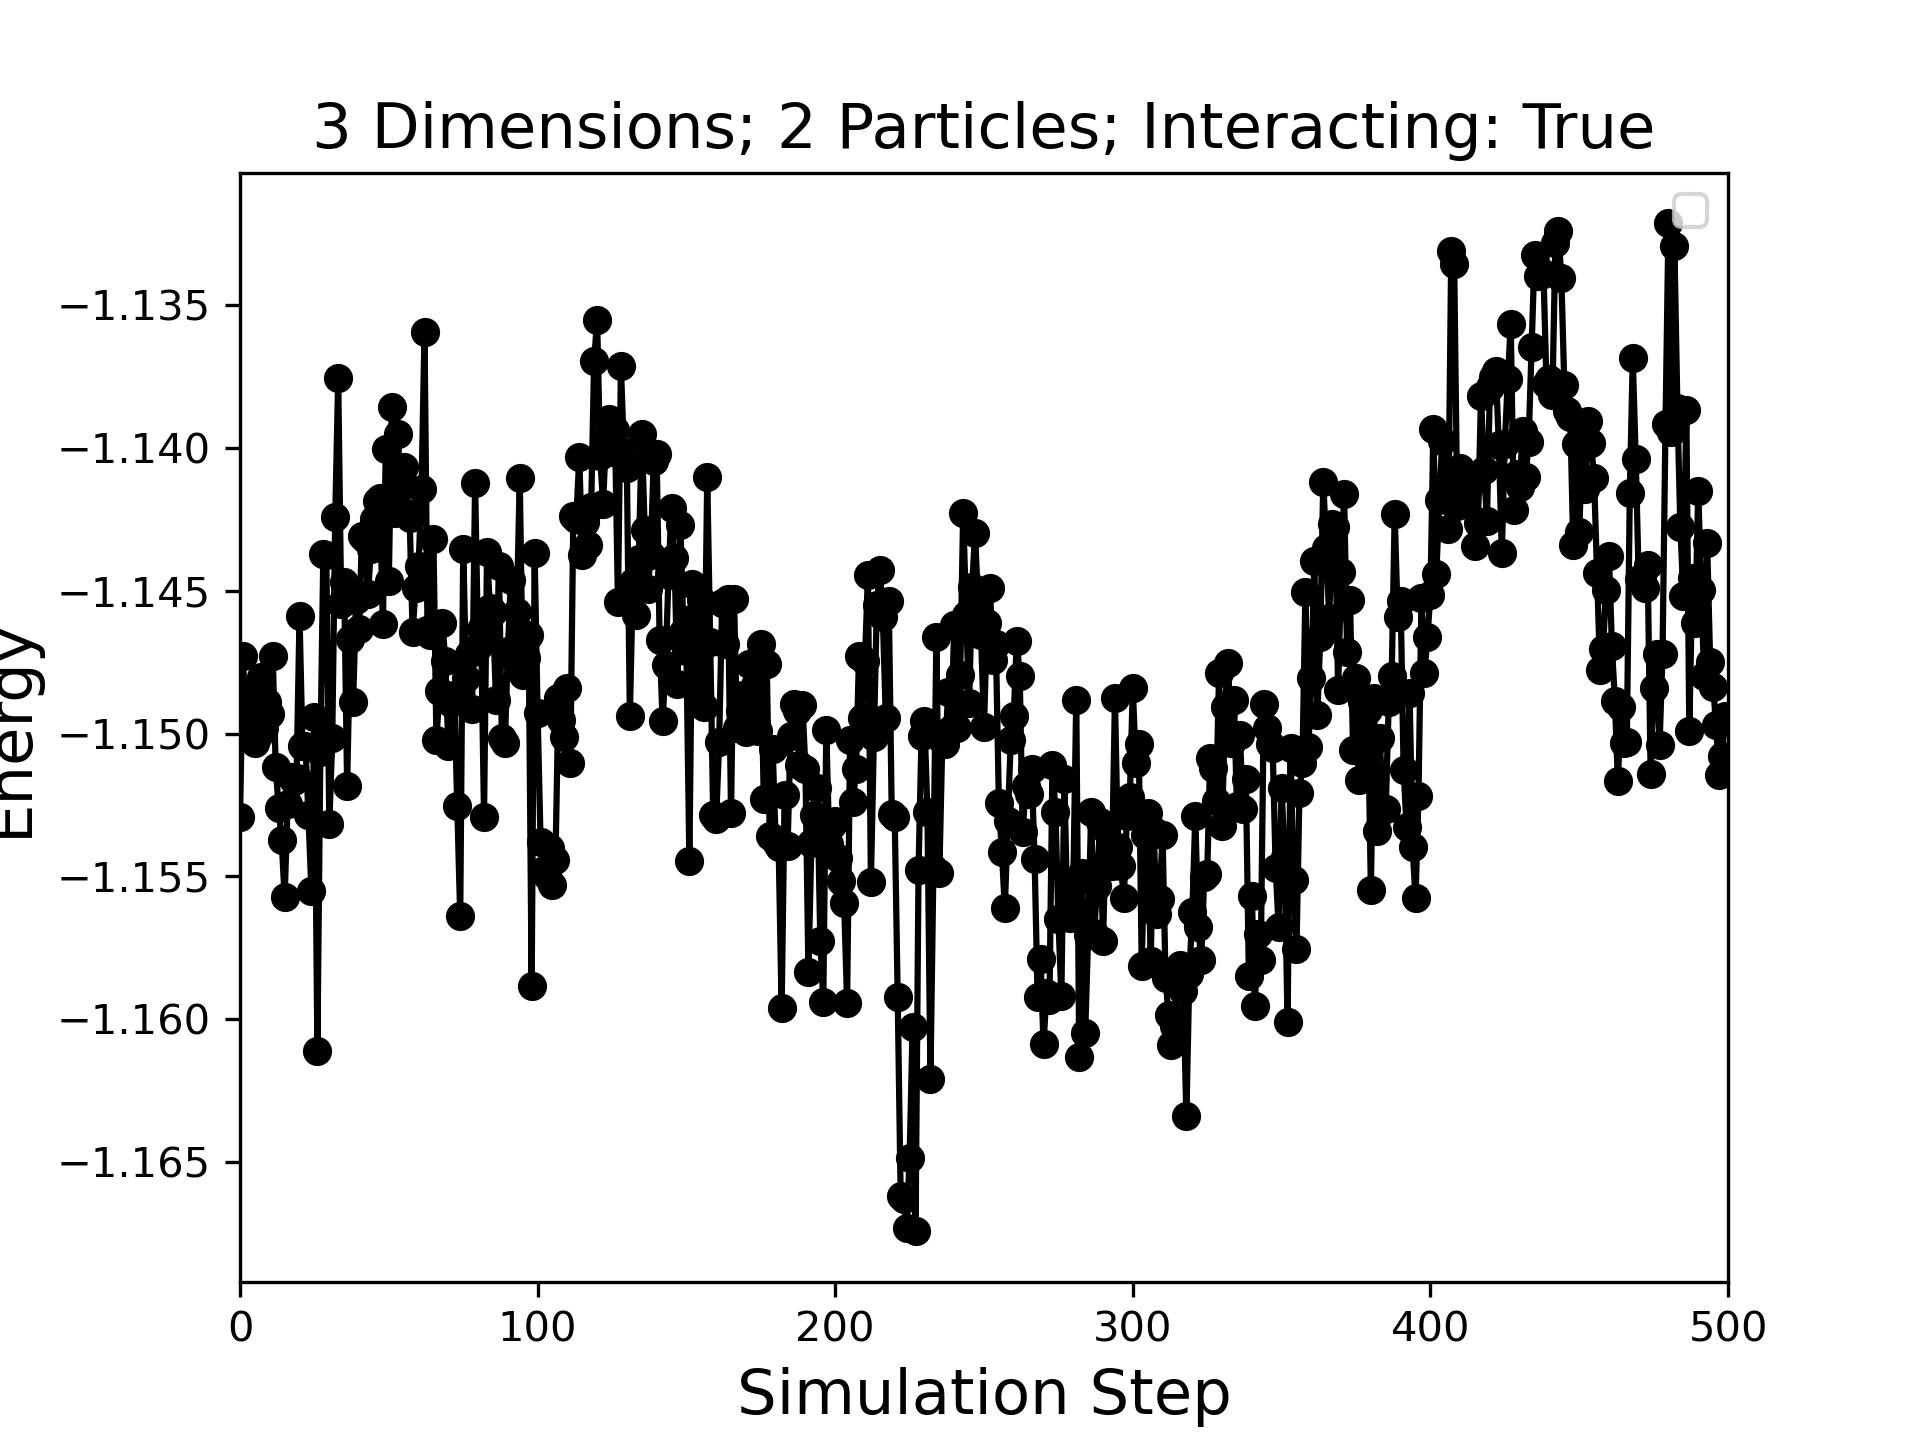 3 Dimensions; 2 Particles; Interacting: True
Energy
−1.135
−1.140
−1.145
−1.150
−1.155
−1.160
−1.165
0 100 200 300 400 500
Simulation Step